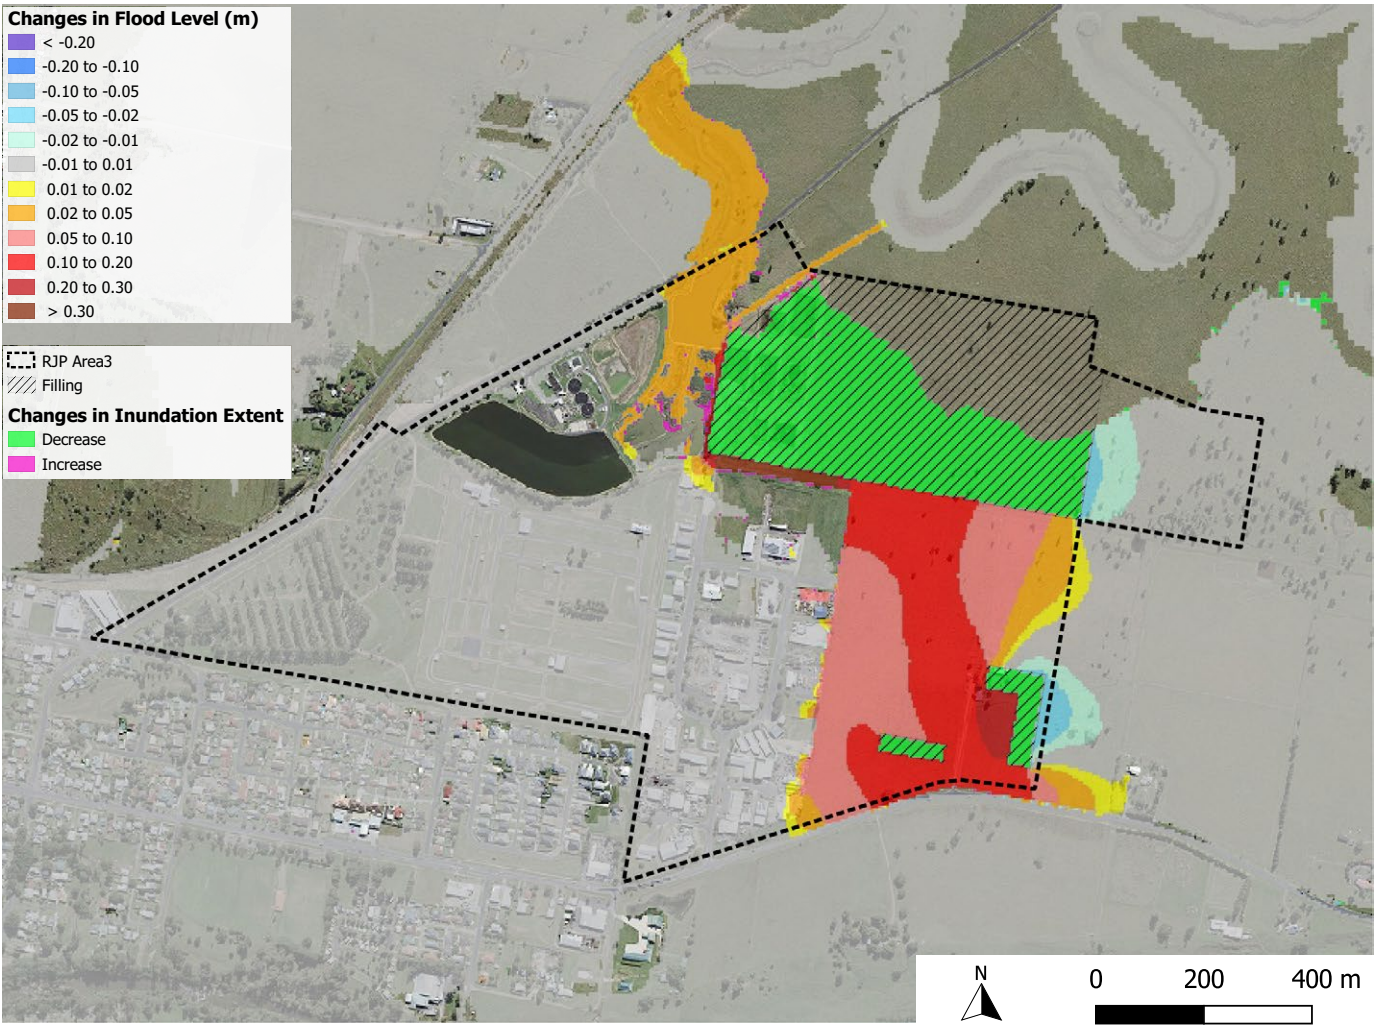 Changes in Flood Level (m)
< -0.20
-0.20 to -0.10
-0.10 to -0.05
-0.05 to -0.02
-0.02 to -0.01
-0.01 to 0.01
0.01 to 0.02
0.02 to 0.05
0.05 to 0.10
0.10 to 0.20
0.20 to 0.30
> 0.30
RJP Area3
Filling
Changes in Inundation Extent
Decrease
Increase
N
0 200 400 m